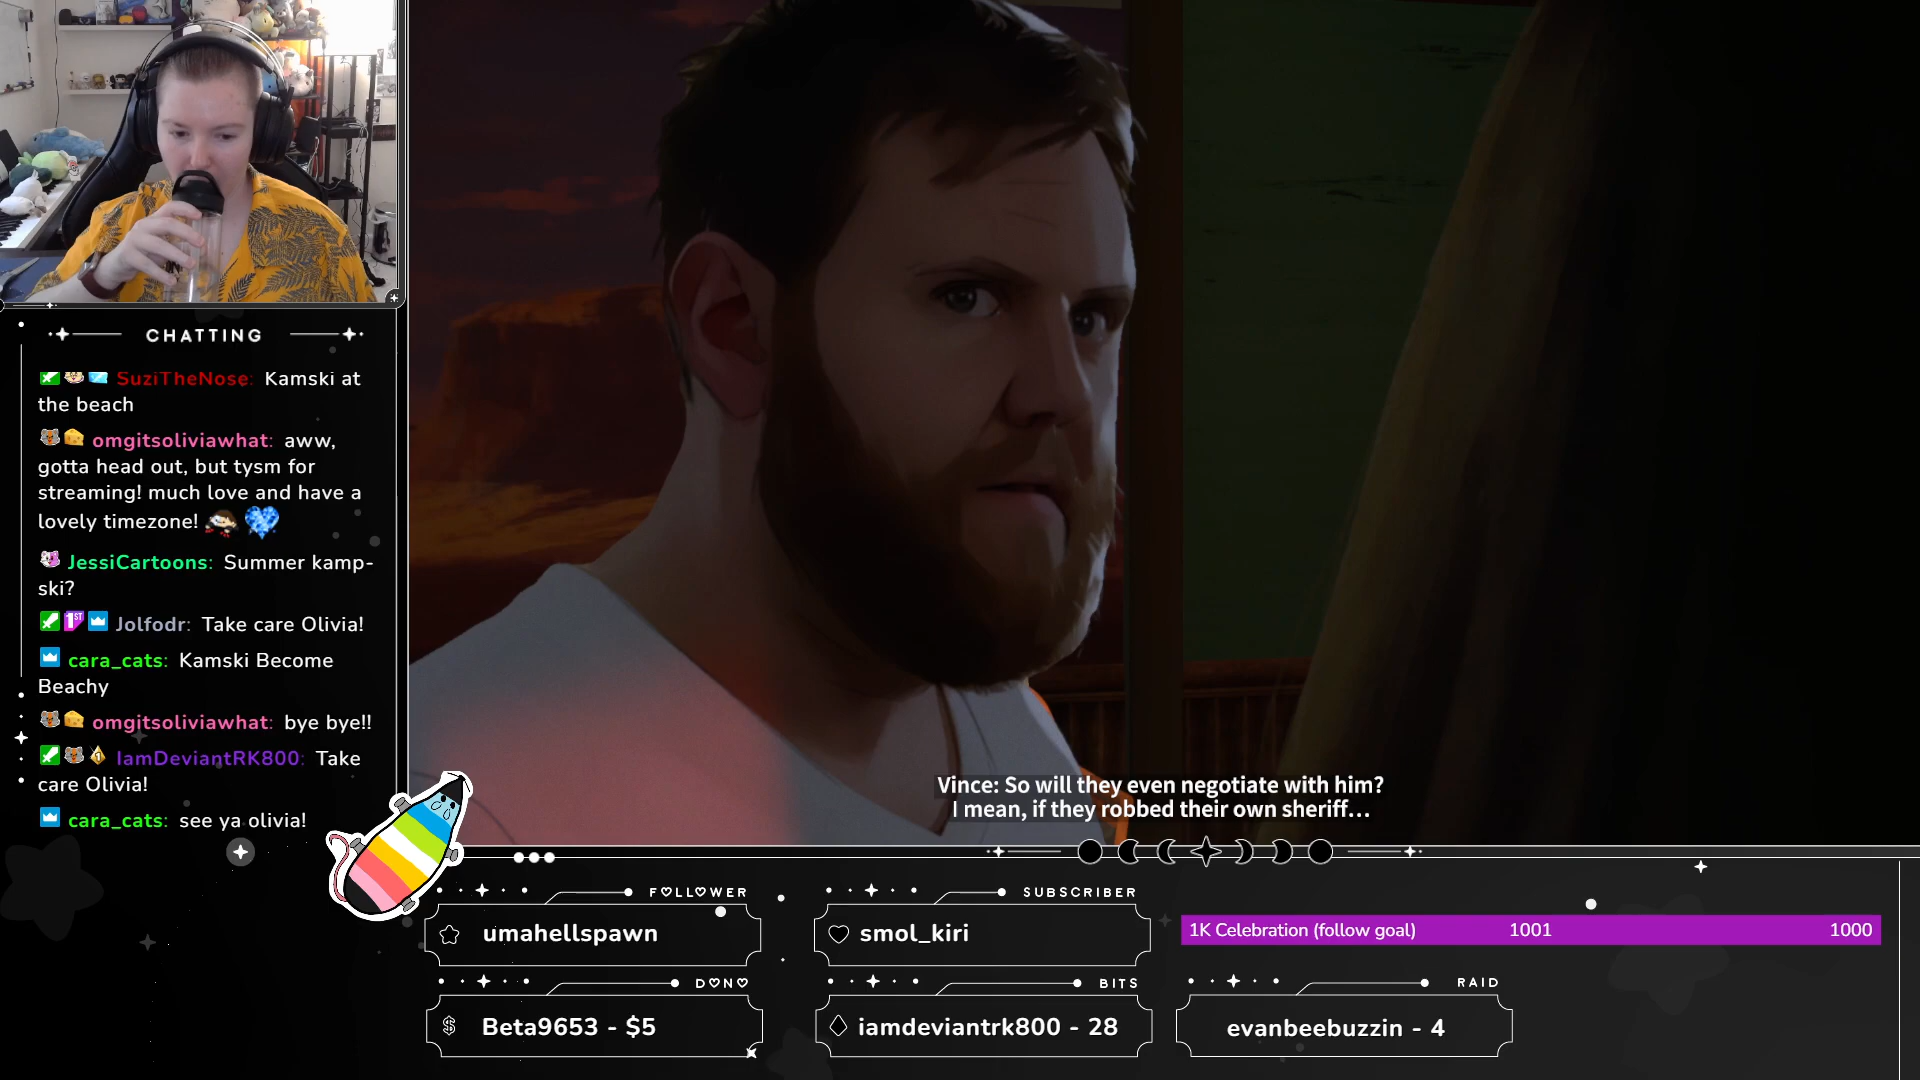 CHATTING
SuziTheNose: Kamski at
the beach
omgitsoliviawhat: aww,
gotta head out, but tysm for
streaming! much love and have a
lovely timezone!
JessiCartoons: Summer kamp-
ski?
1ST Jolfodr: Take care Olivia!
cara_cats: Kamski Become
Beachy
omgitsoliviawhat: bye bye!!
1 IamDeviantRK800: Take
care Olivia!
cara_cats: see ya olivia!
Vince: So will they even negotiate with him?
I mean, if they robbed their own sheriff...
FOLLOWER
umahellspawn
SUBSCRIBER
smol_kiri
1K Celebration (follow goal) 1001 1000
DONO
$ Beta9653 - $5
BITS
iamdeviantrk800 - 28
RAID
evanbeebuzzin - 4